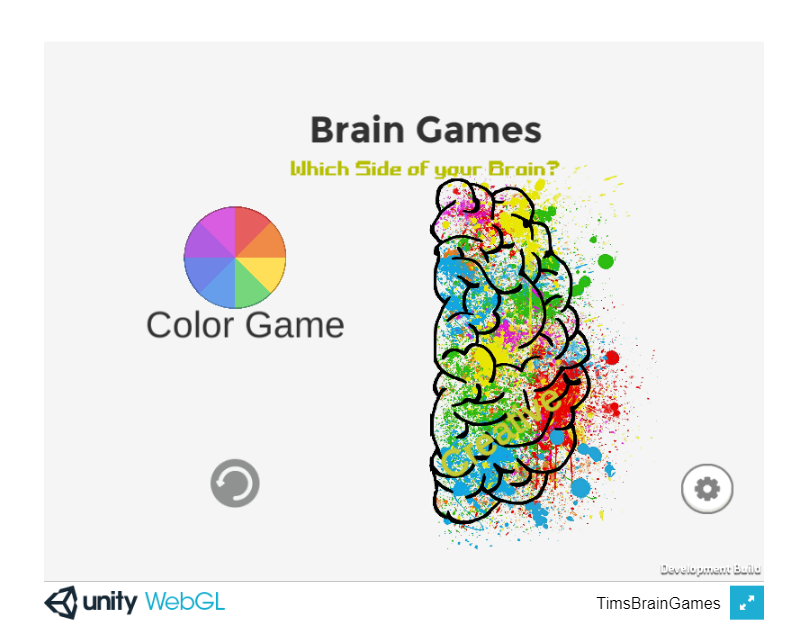 Brain Games
Which Side of your Brain?
Color Game
Creative
Development Build
unity WebGL
TimsBrainGames